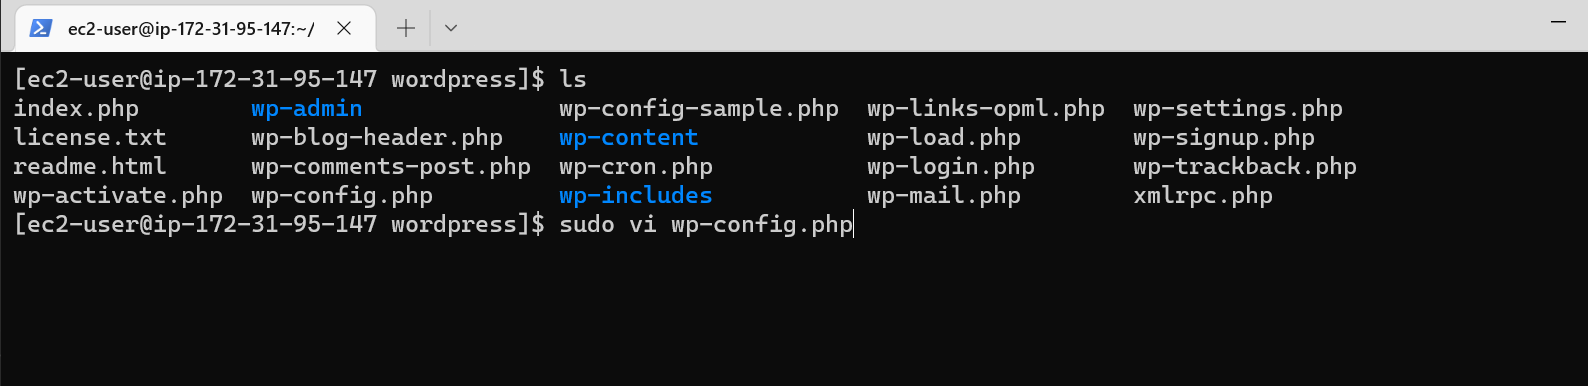 ec2-user@ip-172-31-95-147:~/
[ec2-user@ip-172-31-95-147 wordpress]$ ls
index.php        wp-admin              wp-config-sample.php  wp-links-opml.php  wp-settings.php
license.txt      wp-blog-header.php    wp-content            wp-load.php        wp-signup.php
readme.html      wp-comments-post.php  wp-cron.php           wp-login.php       wp-trackback.php
wp-activate.php  wp-config.php         wp-includes           wp-mail.php        xmlrpc.php
[ec2-user@ip-172-31-95-147 wordpress]$ sudo vi wp-config.php